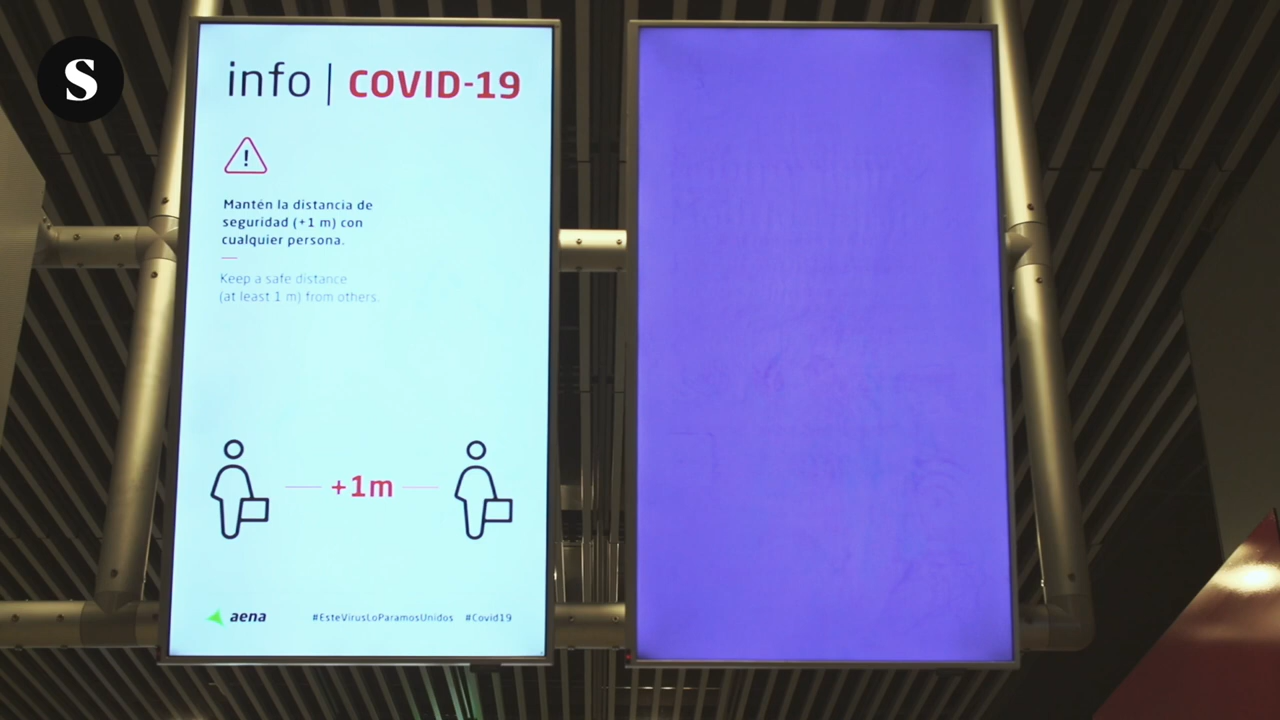 S
info | COVID-19
!
Mantén la distancia de
seguridad (+1 m) con
cualquier persona.
Keep a safe distance
(at least 1 m) from others.
+1m
aena #EsteVirusLoParamosUnidos #Covid19